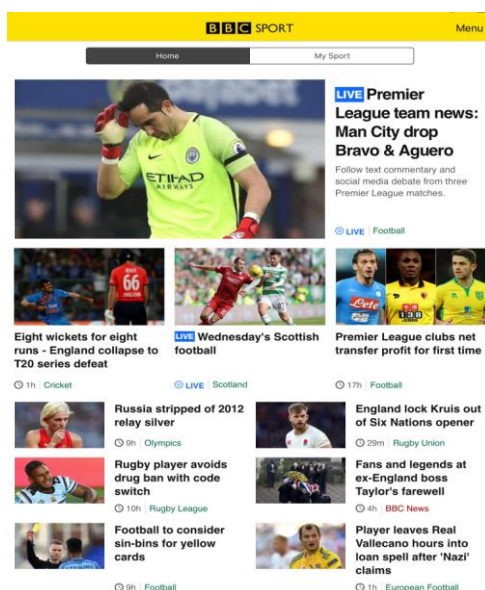 BBC SPORT
Menu
Home
My Sport
LIVE Premier
League team news:
Man City drop
Bravo & Aguero
Follow text commentary and
social media debate from three
Premier League matches.
LIVE Football
ETIHAD
AIRWAYS
66
Eight wickets for eight
runs - England collapse to
T20 series defeat
1h Cricket
LIVE Wednesday's Scottish
football
LIVE Scotland
Lete
138
Premier League clubs net
transfer profit for first time
17h Football
Russia stripped of 2012
relay silver
9h Olympics
England lock Kruis out
of Six Nations opener
29m Rugby Union
Rugby player avoids
drug ban with code
switch
10h Rugby League
Fans and legends at
ex-England boss
Taylor's farewell
4h BBC News
Football to consider
sin-bins for yellow
cards
9h Football
Player leaves Real
Vallecano hours into
loan spell after 'Nazi'
claims
1h European Football